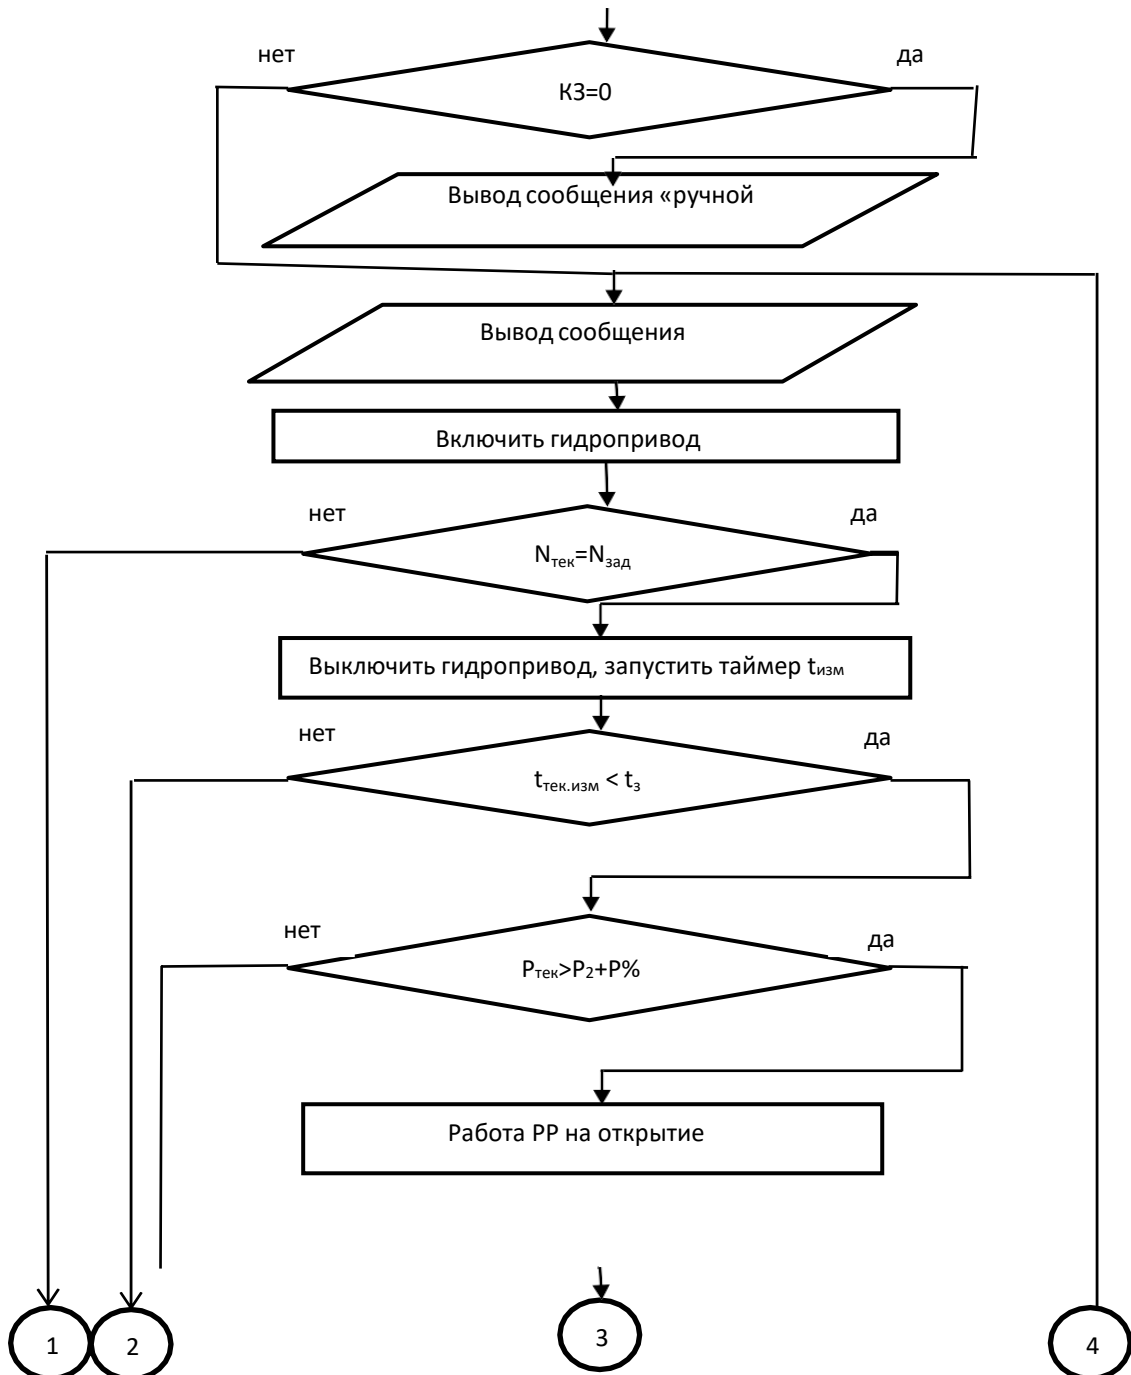 нет
да
КЗ=0
Вывод сообщения «ручной
Вывод сообщения
Включить гидропривод
нет
да
Nтек=Nзад
Выключить гидропривод, запустить таймер tизм
нет
да
tтек.изм < tз
нет
да
Pтек>P2+P%
Работа РР на открытие
1
2
3
4